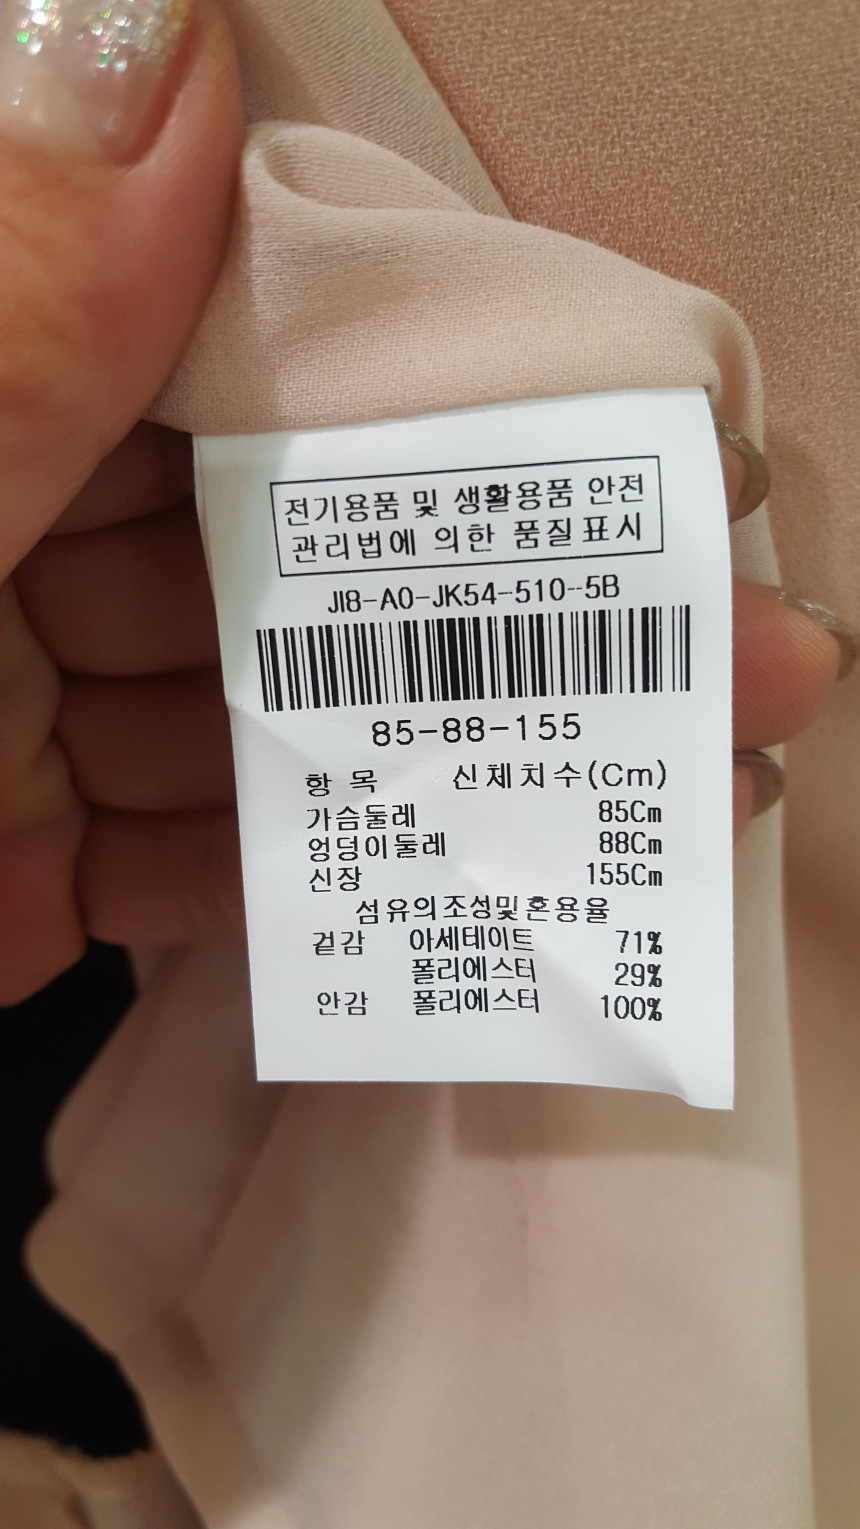 전기용품 및 생활용품 안전
관리법에 의한 품질표시
JI8-A0-JK54-510-5B
85-88-155
항 목 신체치수(Cm)
가슴둘레 85Cm
엉덩이둘레 88Cm
신장 155Cm
섬유의조성및혼용율
겉감 아세테이트 71%
폴리에스터 29%
안감 폴리에스터 100%